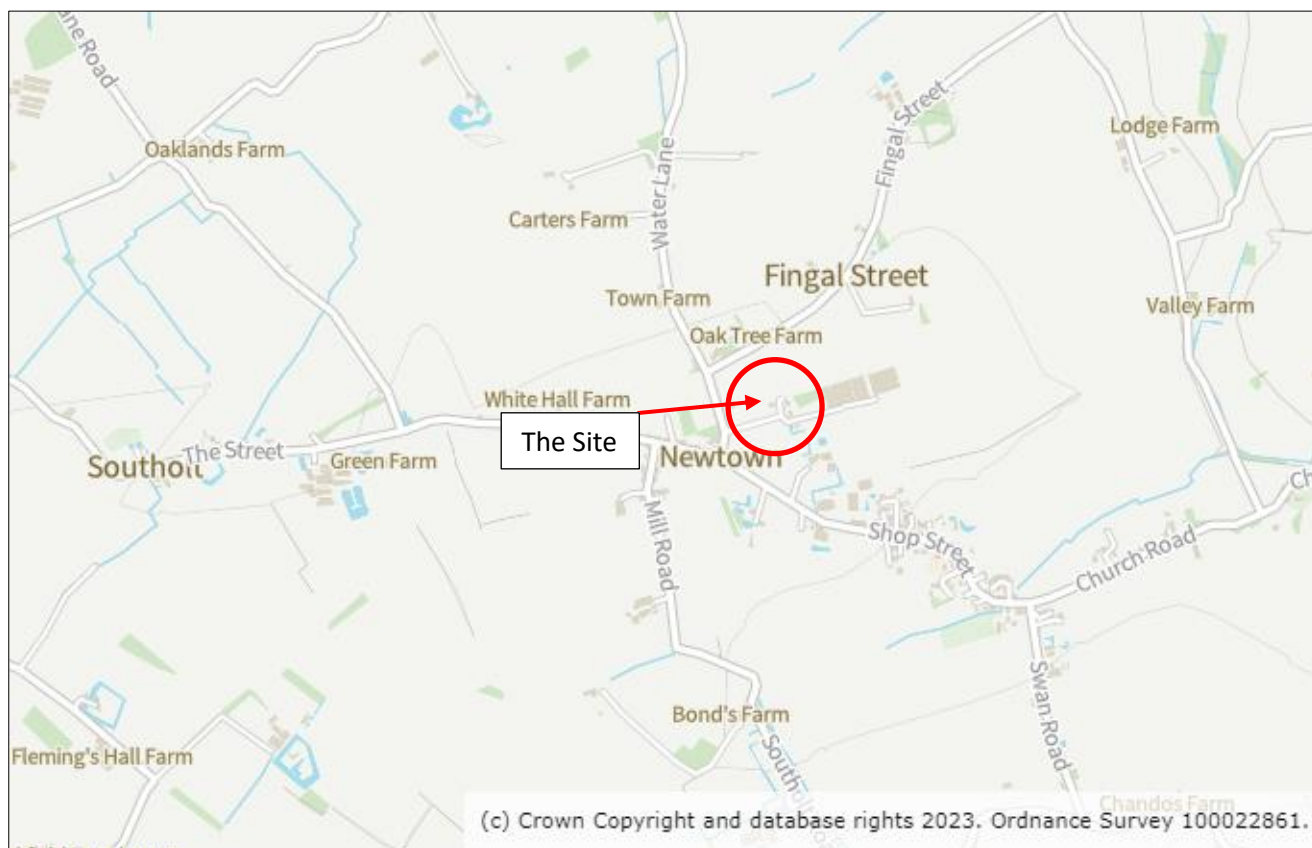 ane Road
Oaklands Farm
Fingal Street
Lodge Farm
Water Lane
Carters Farm
Fingal Street
Town Farm
Valley Farm
Oak Tree Farm
White Hall Farm
The Site
Newtown
The Street
Southolt
Green Farm
Mill Road
Shop Street
Church Road
Ch
Swan Road
Bond's Farm
Fleming's Hall Farm
Chandos Farm
(c) Crown Copyright and database rights 2023. Ordnance Survey 100022861.